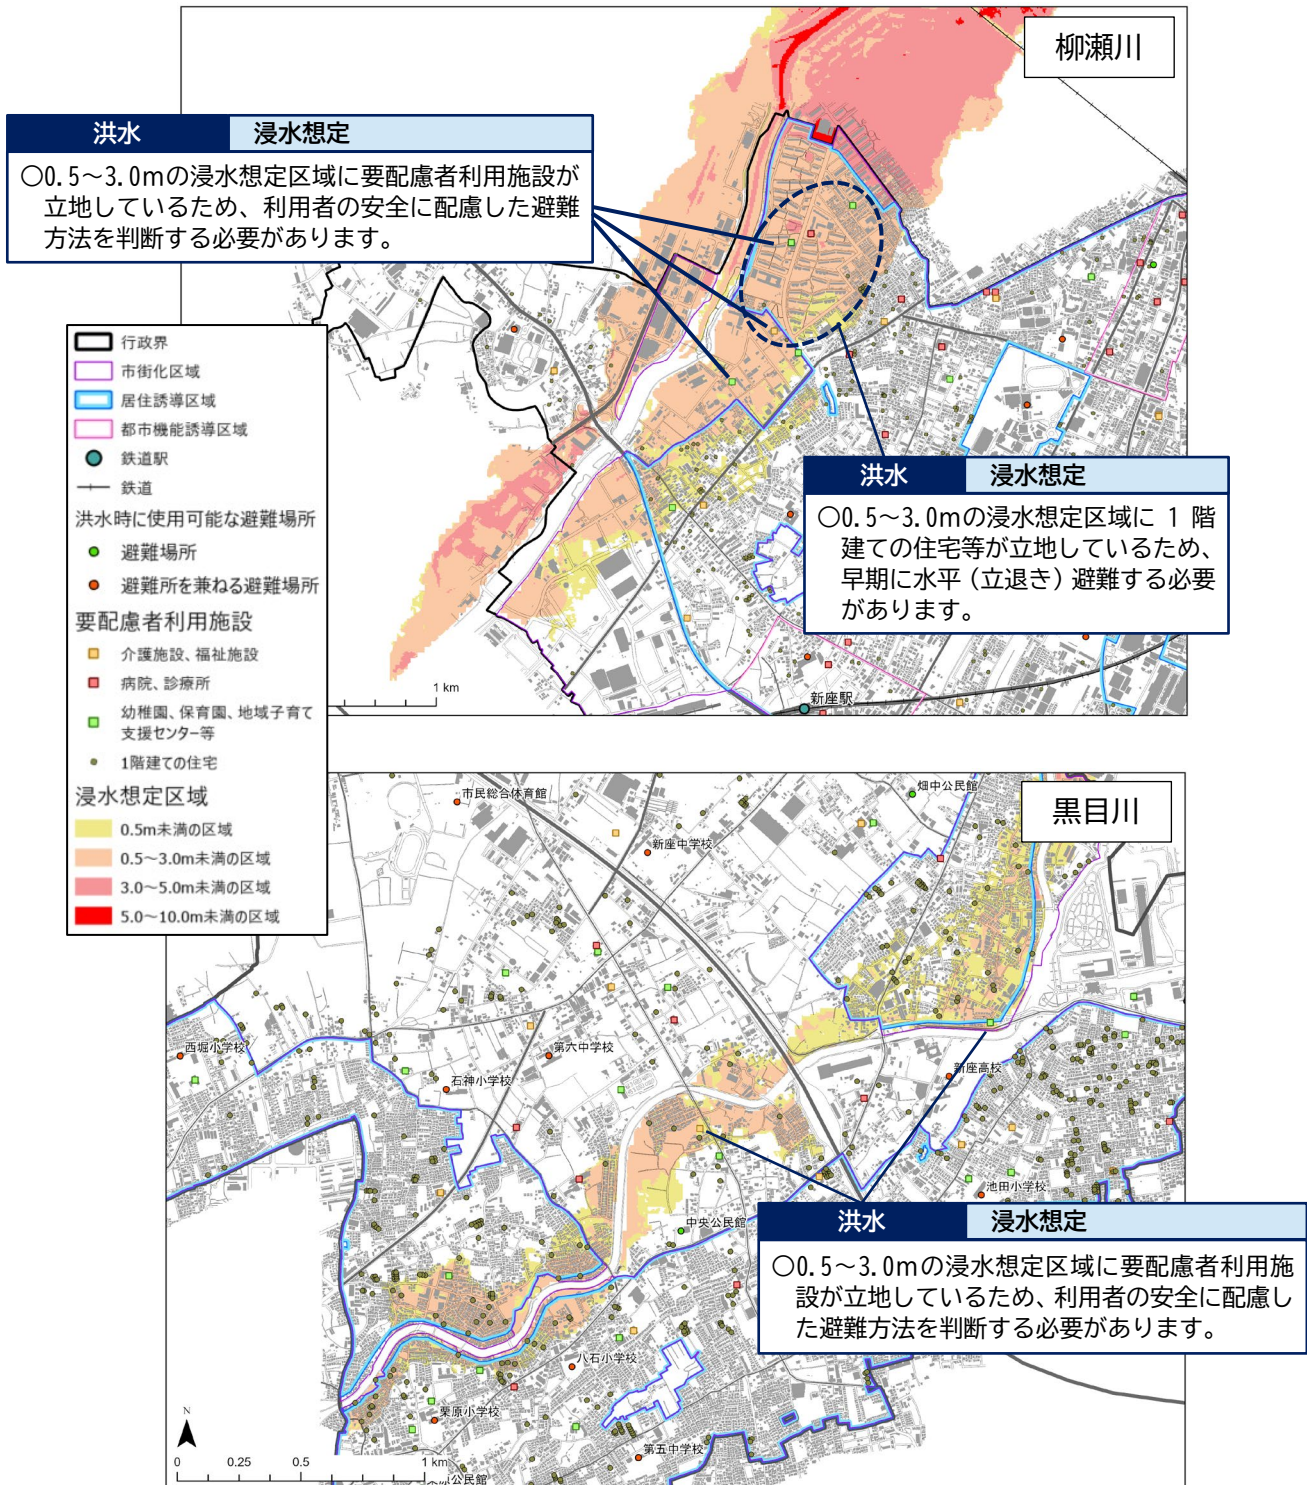 柳瀬川
洪水
浸水想定
○0.5～3.0mの浸水想定区域に要配慮者利用施設が
立地しているため、利用者の安全に配慮した避難
方法を判断する必要があります。
行政界
市街化区域
居住誘導区域
都市機能誘導区域
鉄道駅
鉄道
洪水時に使用可能な避難場所
避難場所
避難所を兼ねる避難場所
要配慮者利用施設
介護施設、福祉施設
病院、診療所
幼稚園、保育園、地域子育て
支援センター等
1階建ての住宅
浸水想定区域
0.5m未満の区域
0.5～3.0m未満の区域
3.0～5.0m未満の区域
5.0～10.0m未満の区域
洪水
浸水想定
○0.5～3.0mの浸水想定区域に 1 階
建ての住宅等が立地しているため、
早期に水平（立退き）避難する必要
があります。
1 km
新座駅
黒目川
市民総合体育館
畑中公民館
新座中学校
西堀小学校
第六中学校
石神小学校
新座高校
池田小学校
中央公民館
洪水
浸水想定
○0.5～3.0mの浸水想定区域に要配慮者利用施
設が立地しているため、利用者の安全に配慮し
た避難方法を判断する必要があります。
八石小学校
栗原小学校
第五中学校
N
0
0.25
0.5
1 km
公民館